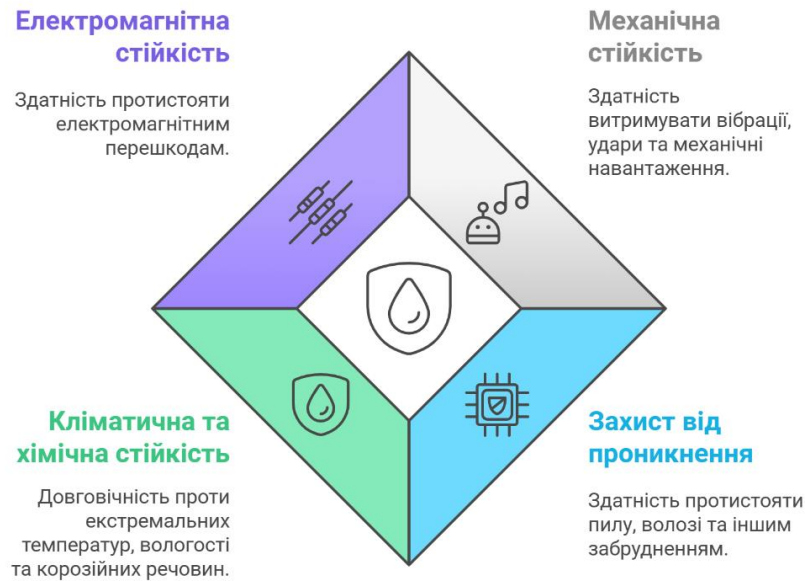 Електромагнітна
стійкість
Здатність протистояти
електромагнітним
перешкодам.
Механічна
стійкість
Здатність
витримувати вібрації,
удари та механічні
навантаження.
Кліматична та
хімічна стійкість
Довговічність проти
екстремальних
температур, вологості
та корозійних речовин.
Захист від
проникнення
Здатність протистояти
пилу, волозі та іншим
забрудненням.